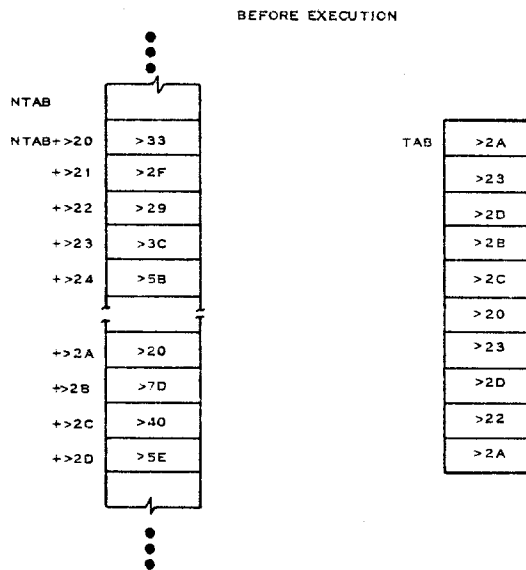 BEFORE EXECUTION
NTAB
NTAB+>20 >33
+>21 >2F
+>22 >29
+>23 >3C
+>24 >5B
+>2A >20
+>2B >7D
+>2C >40
+>2D >5E
TAB >2A
>23
>2D
>2B
>2C
>20
>23
>2D
>22
>2A